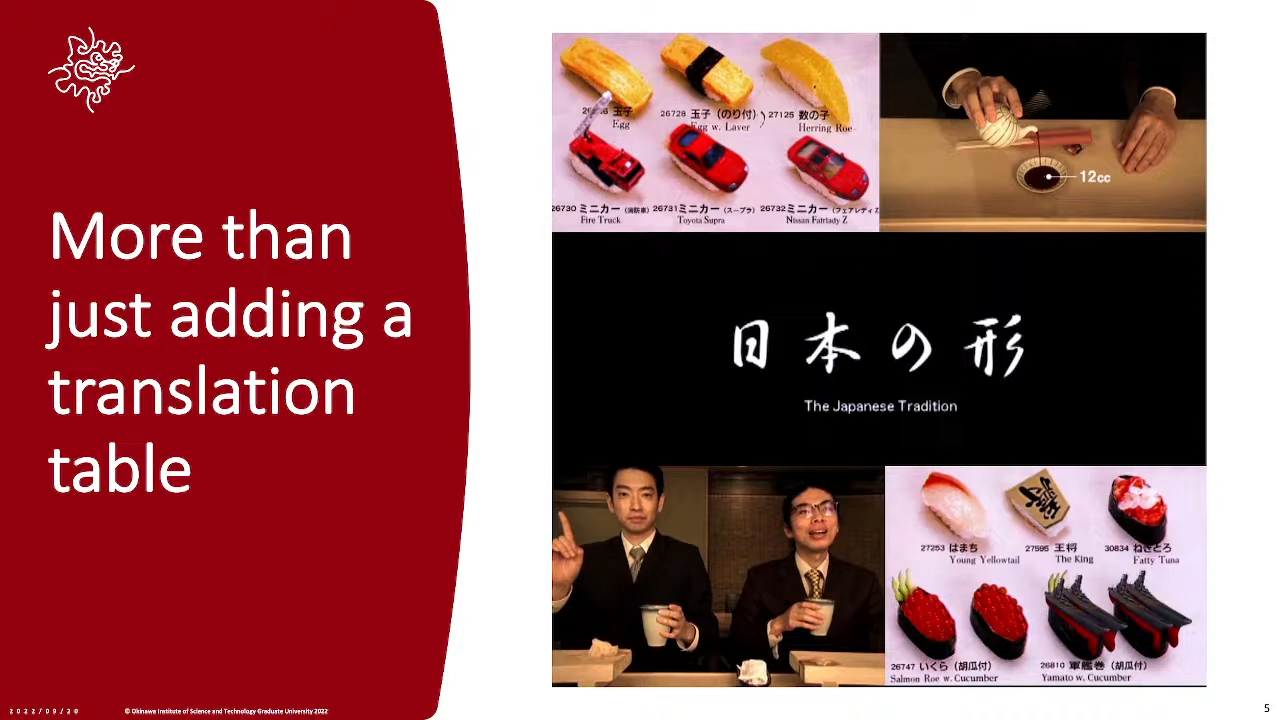 More than
just adding a
translation
table
玉子
Egg
26728 玉子（のり付）
Egg w. Laver
27125 数の子
Herring Roe
26730 ミニカー（消防車）
Fire Truck
26731 ミニカー（スープラ）
Toyota Supra
26732 ミニカー（フェアレディZ
Nissan Fairlady Z
12cc
日本の形
The Japanese Tradition
27253 はまち
Young Yellowtail
27595 王将
The King
30834 ねぎとろ
Fatty Tuna
26747 いくら（胡瓜付）
Salmon Roe w. Cucumber
26810 軍艦巻（胡瓜付）
Yamato w. Cucumber
2022/09/20
© Okinawa Institute of Science and Technology Graduate University 2022
5